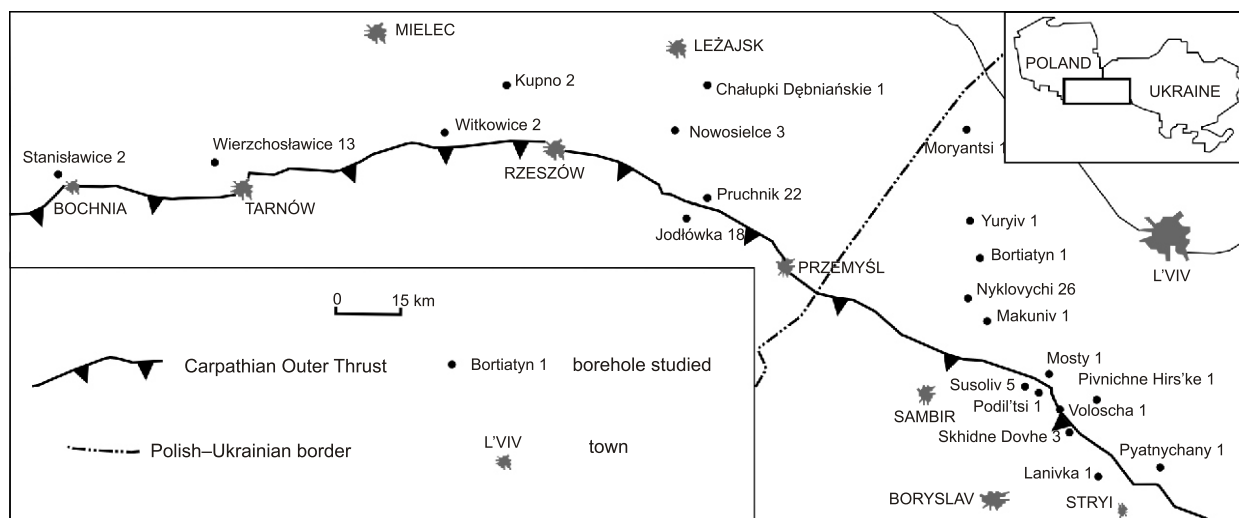 MIELEC
LEŻAJSK
POLAND
UKRAINE
Kupno 2
Chałupki Dębniańskie 1
Witkowice 2
Nowosielce 3
Wierzchosławice 13
Moryantsi 1
Stanisławice 2
RZESZÓW
BOCHNIA
TARNÓW
Pruchnik 22
Jodłówka 18
Yuryiv 1
Bortiatyn 1
PRZEMYŚL
L'VIV
Nyklovychi 26
Makuniv 1
0 15 km
Carpathian Outer Thrust
Bortiatyn 1 borehole studied
Mosty 1
Susoliv 5
Pivnichne Hirs'ke 1
Podil'tsi 1
SAMBIR
Voloscha 1
Skhidne Dovhe 3
Polish–Ukrainian border
L'VIV
town
Pyatnychany 1
Lanivka 1
BORYSLAV
STRYI